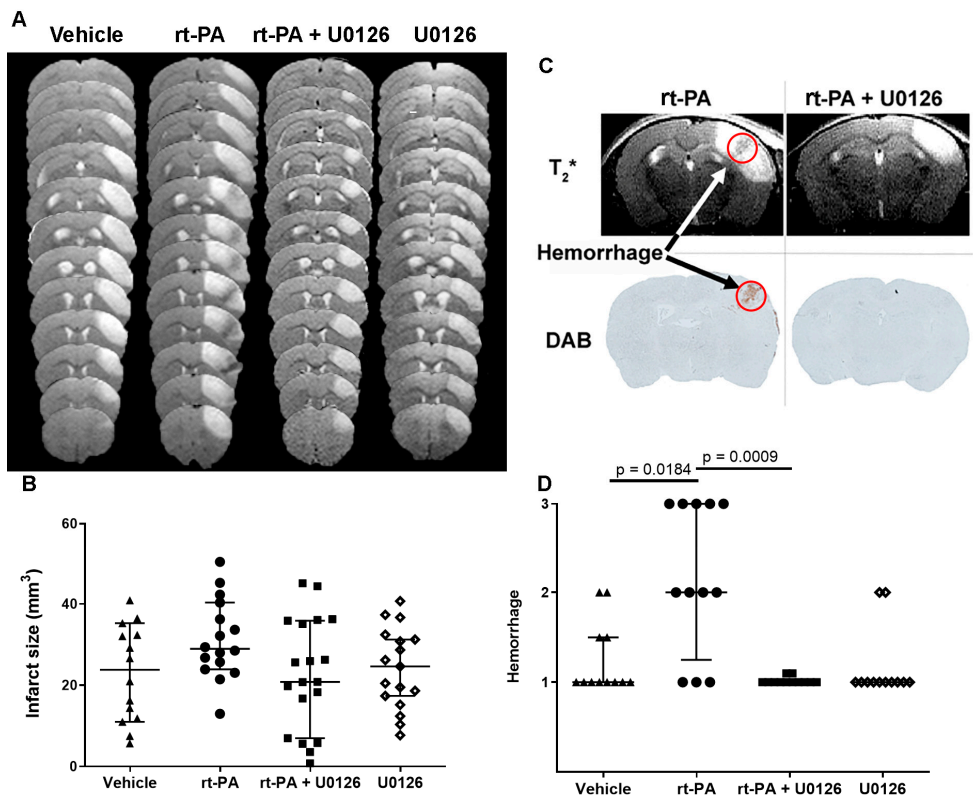 A
Vehicle rt-PA rt-PA + U0126 U0126
C
rt-PA rt-PA + U0126
T2*
Hemorrhage
DAB
B
Infarct size (mm3)
60
40
20
0
Vehicle rt-PA rt-PA + U0126 U0126
D
p = 0.0184
p = 0.0009
Hemorrhage
3
2
1
Vehicle rt-PA rt-PA + U0126 U0126